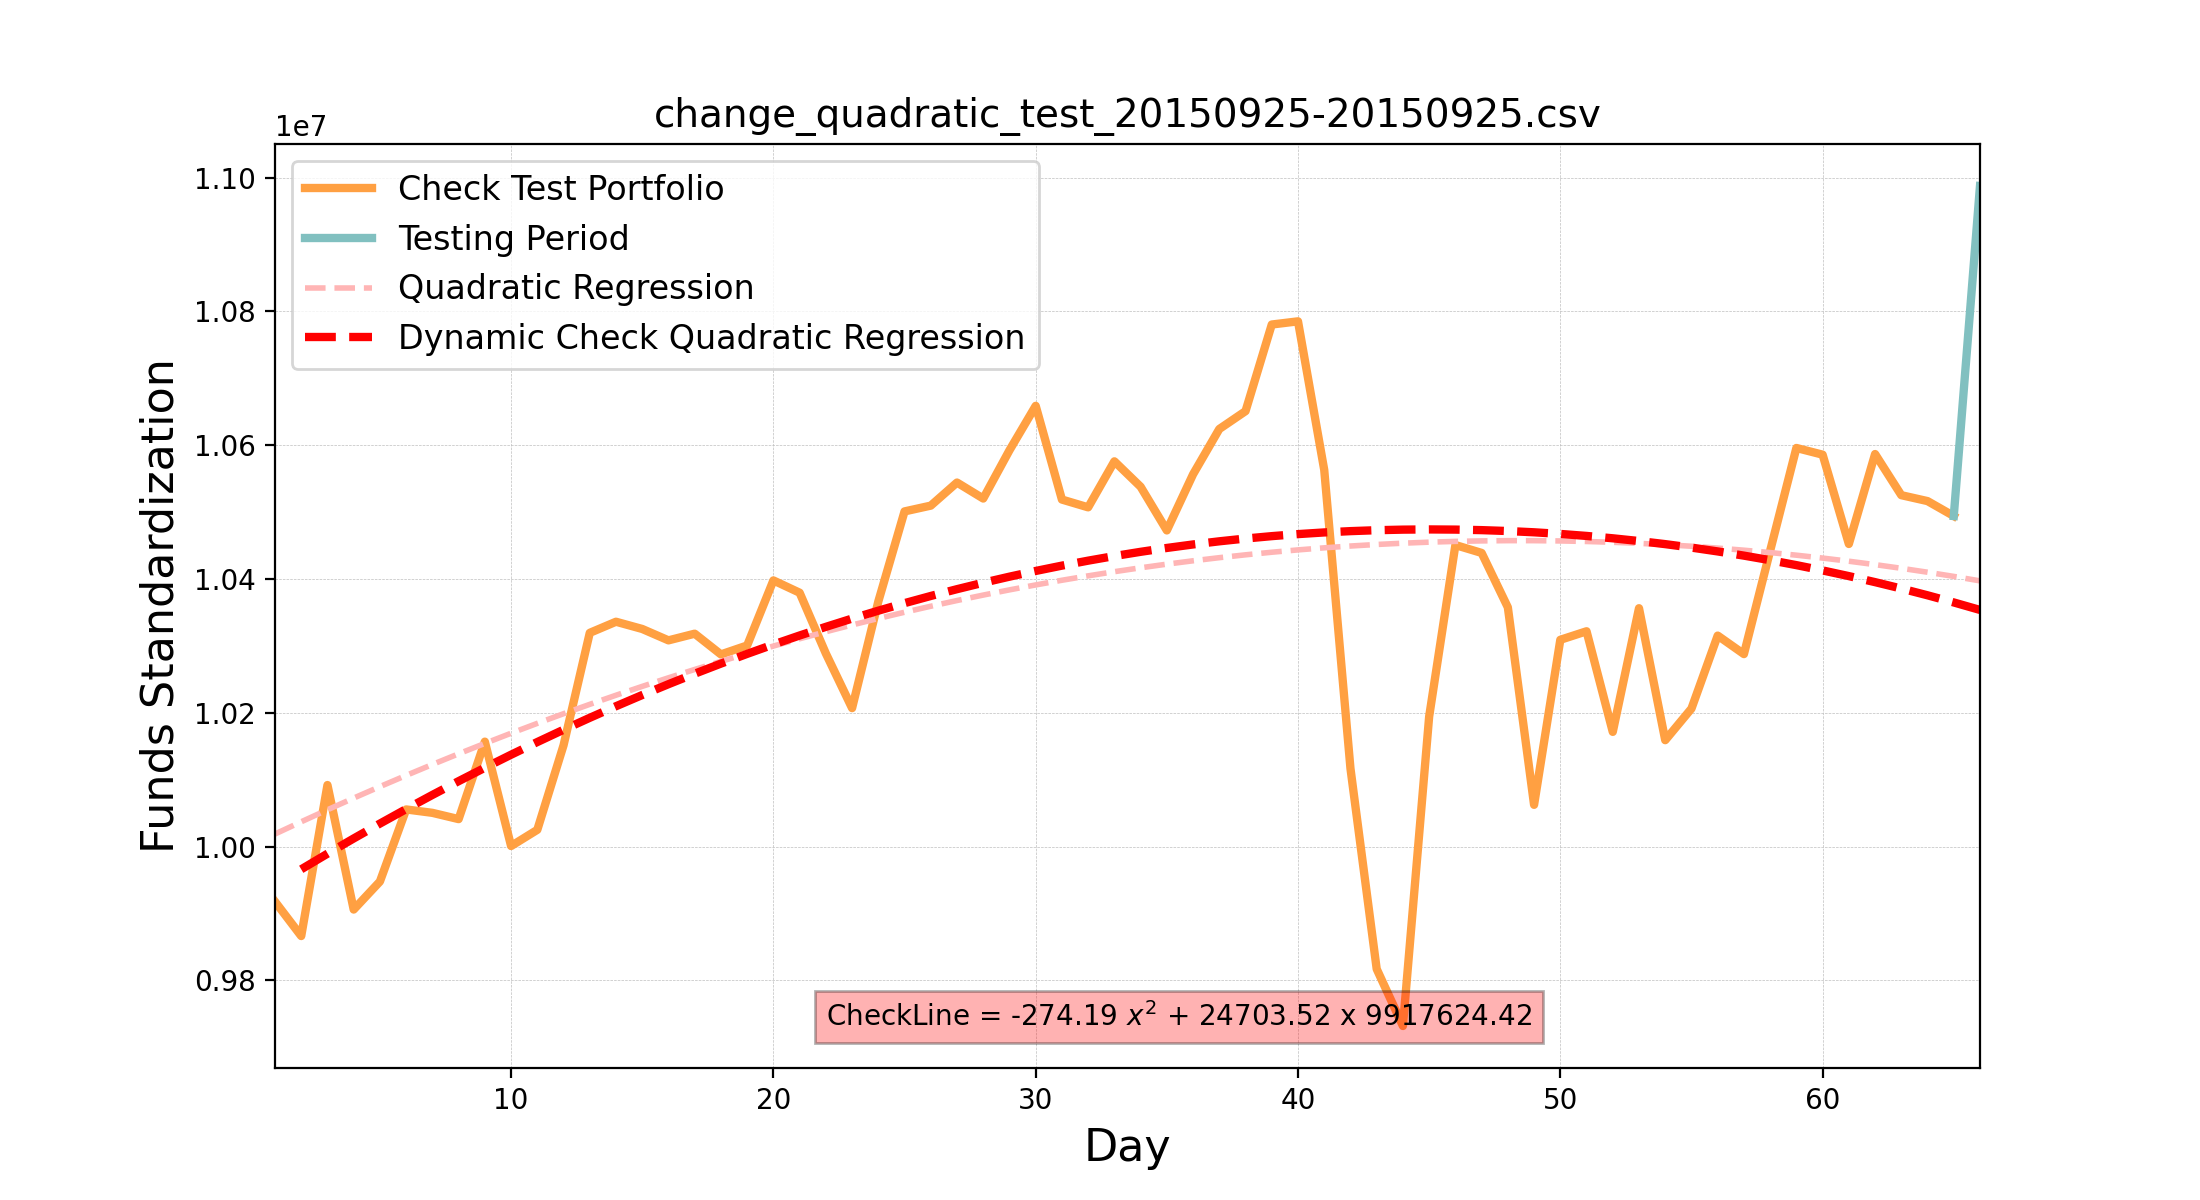 change_quadratic_test_20150925-20150925.csv
1e7
Check Test Portfolio
Testing Period
Quadratic Regression
Dynamic Check Quadratic Regression
1.10
1.08
1.06
1.04
1.02
1.00
0.98
Funds Standardization
CheckLine = -274.19 x² + 24703.52 x 9917624.42
10 20 30 40 50 60
Day